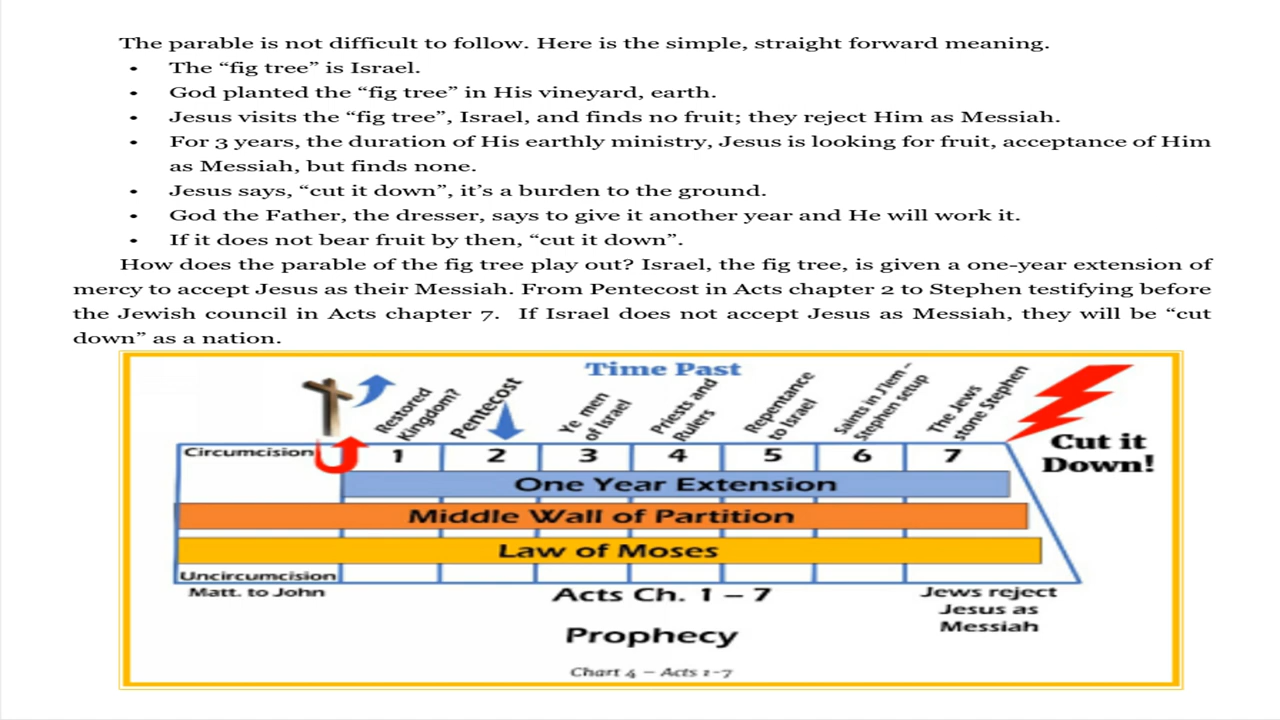 The parable is not difficult to follow. Here is the simple, straight forward meaning.
• The “fig tree” is Israel.
• God planted the “fig tree” in His vineyard, earth.
• Jesus visits the “fig tree”, Israel, and finds no fruit; they reject Him as Messiah.
• For 3 years, the duration of His earthly ministry, Jesus is looking for fruit, acceptance of Him
as Messiah, but finds none.
• Jesus says, “cut it down”, it’s a burden to the ground.
• God the Father, the dresser, says to give it another year and He will work it.
• If it does not bear fruit by then, “cut it down”.
How does the parable of the fig tree play out? Israel, the fig tree, is given a one-year extension of
mercy to accept Jesus as their Messiah. From Pentecost in Acts chapter 2 to Stephen testifying before
the Jewish council in Acts chapter 7. If Israel does not accept Jesus as Messiah, they will be “cut
down” as a nation.
Time Past
Restored
Kingdom?
Pentecost
Ye men
of Israel
Priests and
Rulers
Repentance
to Israel
Saints in J'lem –
Stephen setup
The Jews
stone Stephen
Cut it
Down!
Circumcision
1 2 3 4 5 6 7
One Year Extension
Middle Wall of Partition
Law of Moses
Uncircumcision
Matt. to John
Acts Ch. 1 – 7
Jews reject
Jesus as
Messiah
Prophecy
Chart 4 – Acts 1-7